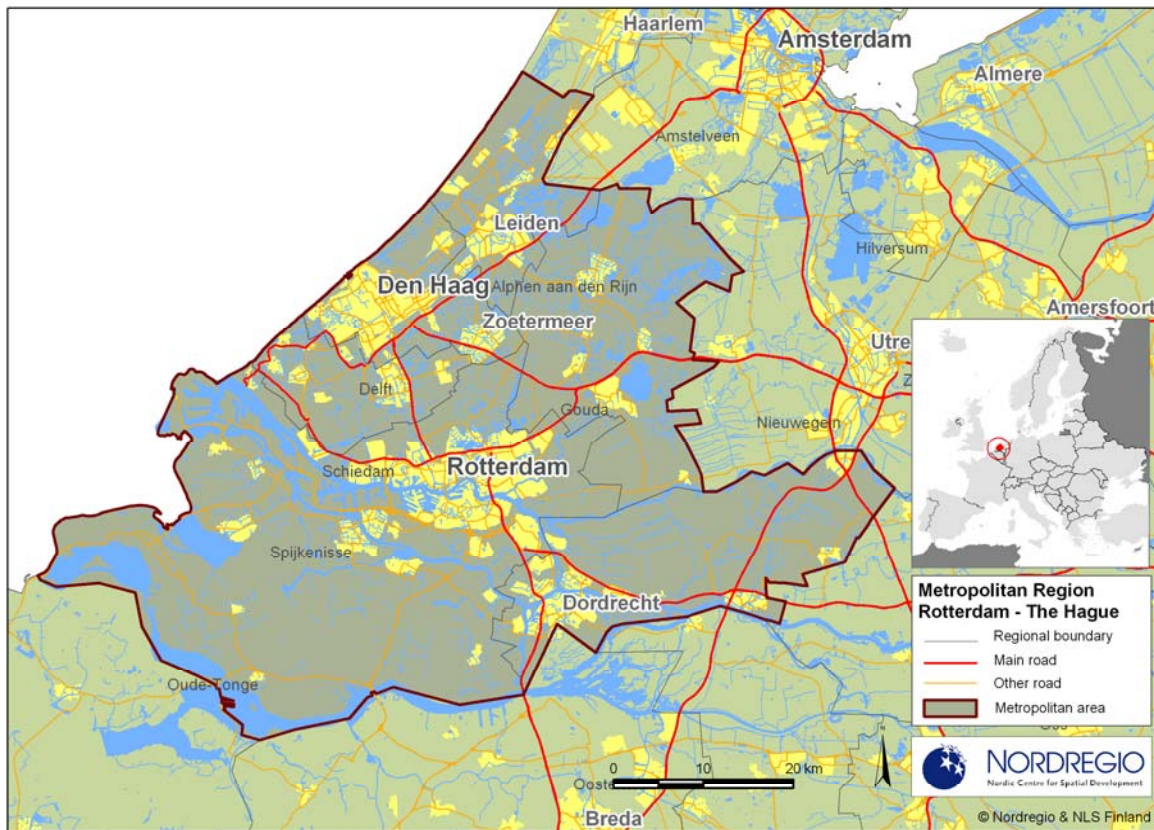 Haarlem
Amsterdam
Almere
Amstelveen
Leiden
Hilversum
Den Haag
Alphen aan den Rijn
Zoetermeer
Amersfoort
Utre
Z
Delft
Gouda
Nieuwegein
Schiedam
Rotterdam
Spijkenisse
Dordrecht
Oude-Tonge
Metropolitan Region
Rotterdam - The Hague
Regional boundary
Main road
Other road
Metropolitan area
Ooste
0 10 20 km
Breda
NORDREGIO
Nordic Centre for Spatial Development
© Nordregio & NLS Finland